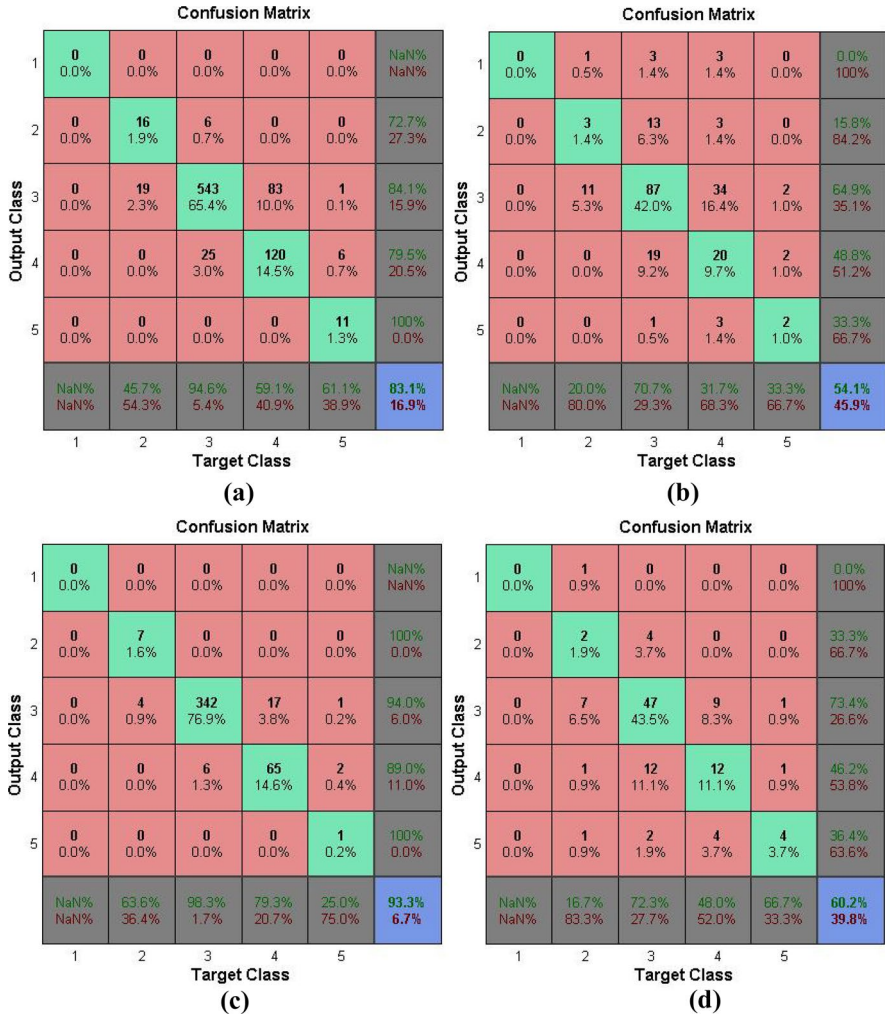 Confusion Matrix
1 0 0 0 0 0 NaN%
0.0% 0.0% 0.0% 0.0% 0.0% NaN%
2 0 16 6 0 0 72.7%
0.0% 1.9% 0.7% 0.0% 0.0% 27.3%
3 0 19 543 83 1 84.1%
0.0% 2.3% 65.4% 10.0% 0.1% 15.9%
4 0 0 25 120 6 79.5%
0.0% 0.0% 3.0% 14.5% 0.7% 20.5%
5 0 0 0 0 11 100%
0.0% 0.0% 0.0% 0.0% 1.3% 0.0%
NaN% 45.7% 94.6% 59.1% 61.1% 83.1%
NaN% 54.3% 5.4% 40.9% 38.9% 16.9%
1 2 3 4 5
Output Class
Target Class
(a)
Confusion Matrix
1 0 1 3 3 0 0.0%
0.0% 0.5% 1.4% 1.4% 0.0% 100%
2 0 3 13 3 0 15.8%
0.0% 1.4% 6.3% 1.4% 0.0% 84.2%
3 0 11 87 34 2 64.9%
0.0% 5.3% 42.0% 16.4% 1.0% 35.1%
4 0 0 19 20 2 48.8%
0.0% 0.0% 9.2% 9.7% 1.0% 51.2%
5 0 0 1 3 2 33.3%
0.0% 0.0% 0.5% 1.4% 1.0% 66.7%
NaN% 20.0% 70.7% 31.7% 33.3% 54.1%
NaN% 80.0% 29.3% 68.3% 66.7% 45.9%
1 2 3 4 5
Output Class
Target Class
(b)
Confusion Matrix
1 0 0 0 0 0 NaN%
0.0% 0.0% 0.0% 0.0% 0.0% NaN%
2 0 7 0 0 0 100%
0.0% 1.6% 0.0% 0.0% 0.0% 0.0%
3 0 4 342 17 1 94.0%
0.0% 0.9% 76.9% 3.8% 0.2% 6.0%
4 0 0 6 65 2 89.0%
0.0% 0.0% 1.3% 14.6% 0.4% 11.0%
5 0 0 0 0 1 100%
0.0% 0.0% 0.0% 0.0% 0.2% 0.0%
NaN% 63.6% 98.3% 79.3% 25.0% 93.3%
NaN% 36.4% 1.7% 20.7% 75.0% 6.7%
1 2 3 4 5
Output Class
Target Class
(c)
Confusion Matrix
1 0 1 0 0 0 0.0%
0.0% 0.9% 0.0% 0.0% 0.0% 100%
2 0 2 4 0 0 33.3%
0.0% 1.9% 3.7% 0.0% 0.0% 66.7%
3 0 7 47 9 1 73.4%
0.0% 6.5% 43.5% 8.3% 0.9% 26.6%
4 0 1 12 12 1 46.2%
0.0% 0.9% 11.1% 11.1% 0.9% 53.8%
5 0 1 2 4 4 36.4%
0.0% 0.9% 1.9% 3.7% 3.7% 63.6%
NaN% 16.7% 72.3% 48.0% 66.7% 60.2%
NaN% 83.3% 27.7% 52.0% 33.3% 39.8%
1 2 3 4 5
Output Class
Target Class
(d)